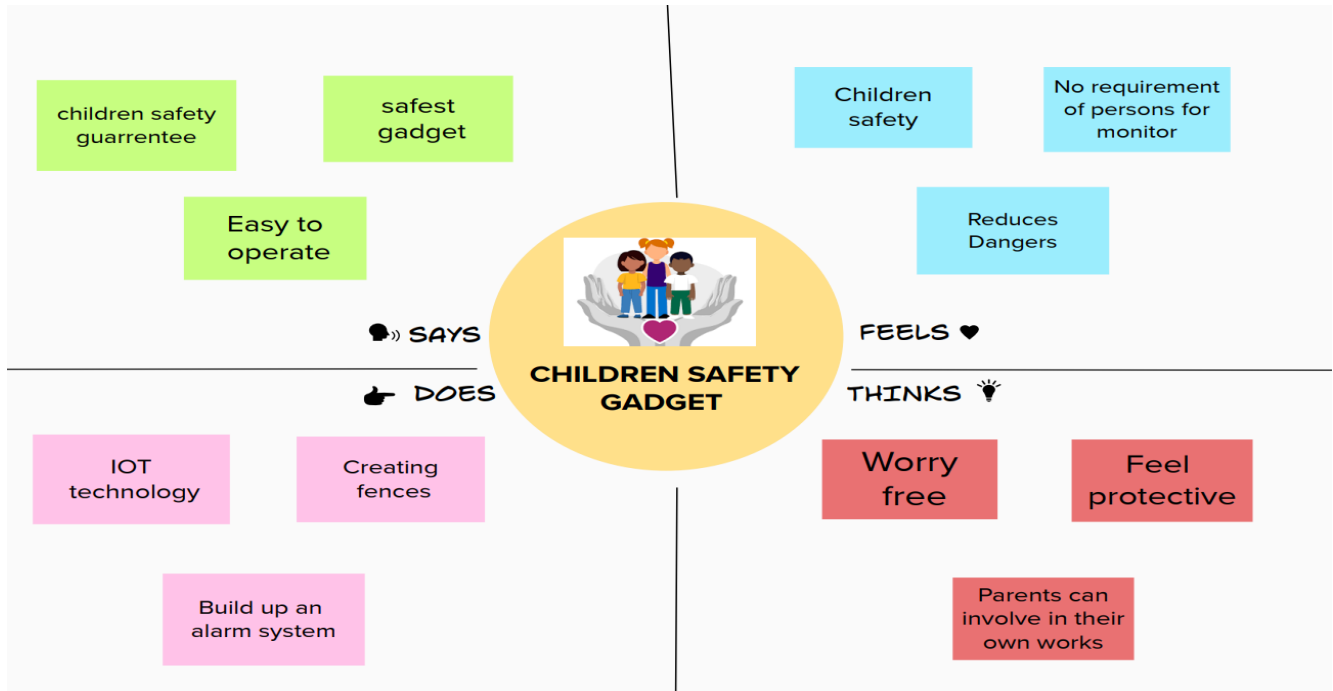 children safety
guarrentee
safest
gadget
Easy to
operate
SAYS
Children
safety
No requirement
of persons for
monitor
Reduces
Dangers
FEELS
CHILDREN SAFETY
GADGET
DOES
IOT
technology
Creating
fences
Build up an
alarm system
THINKS
Worry
free
Feel
protective
Parents can
involve in their
own works